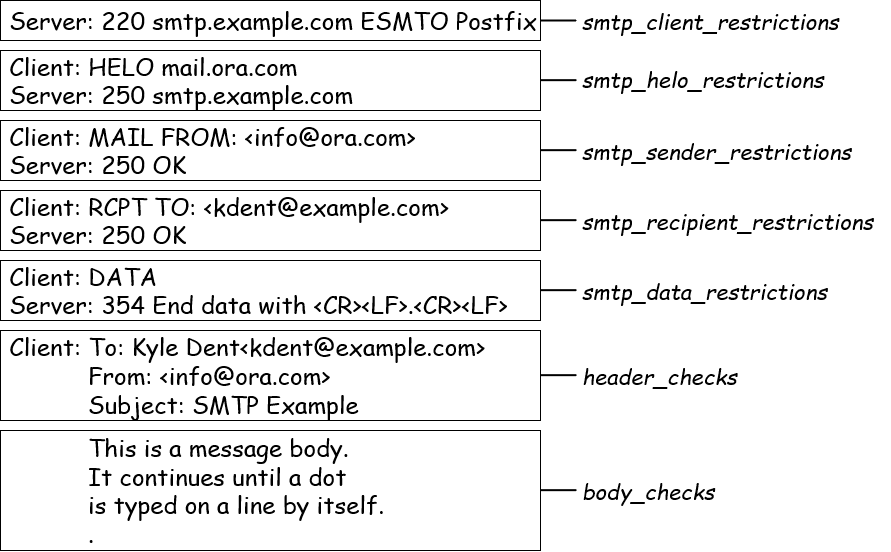 Server: 220 smtp.example.com ESMTO Postfix
smtp_client_restrictions
Client: HELO mail.ora.com
Server: 250 smtp.example.com
smtp_helo_restrictions
Client: MAIL FROM: <info@ora.com>
Server: 250 OK
smtp_sender_restrictions
Client: RCPT TO: <kdent@example.com>
Server: 250 OK
smtp_recipient_restrictions
Client: DATA
Server: 354 End data with <CR><LF>.<CR><LF>
smtp_data_restrictions
Client: To: Kyle Dent<kdent@example.com>
From: <info@ora.com>
Subject: SMTP Example
header_checks
This is a message body.
It continues until a dot
is typed on a line by itself.
.
body_checks